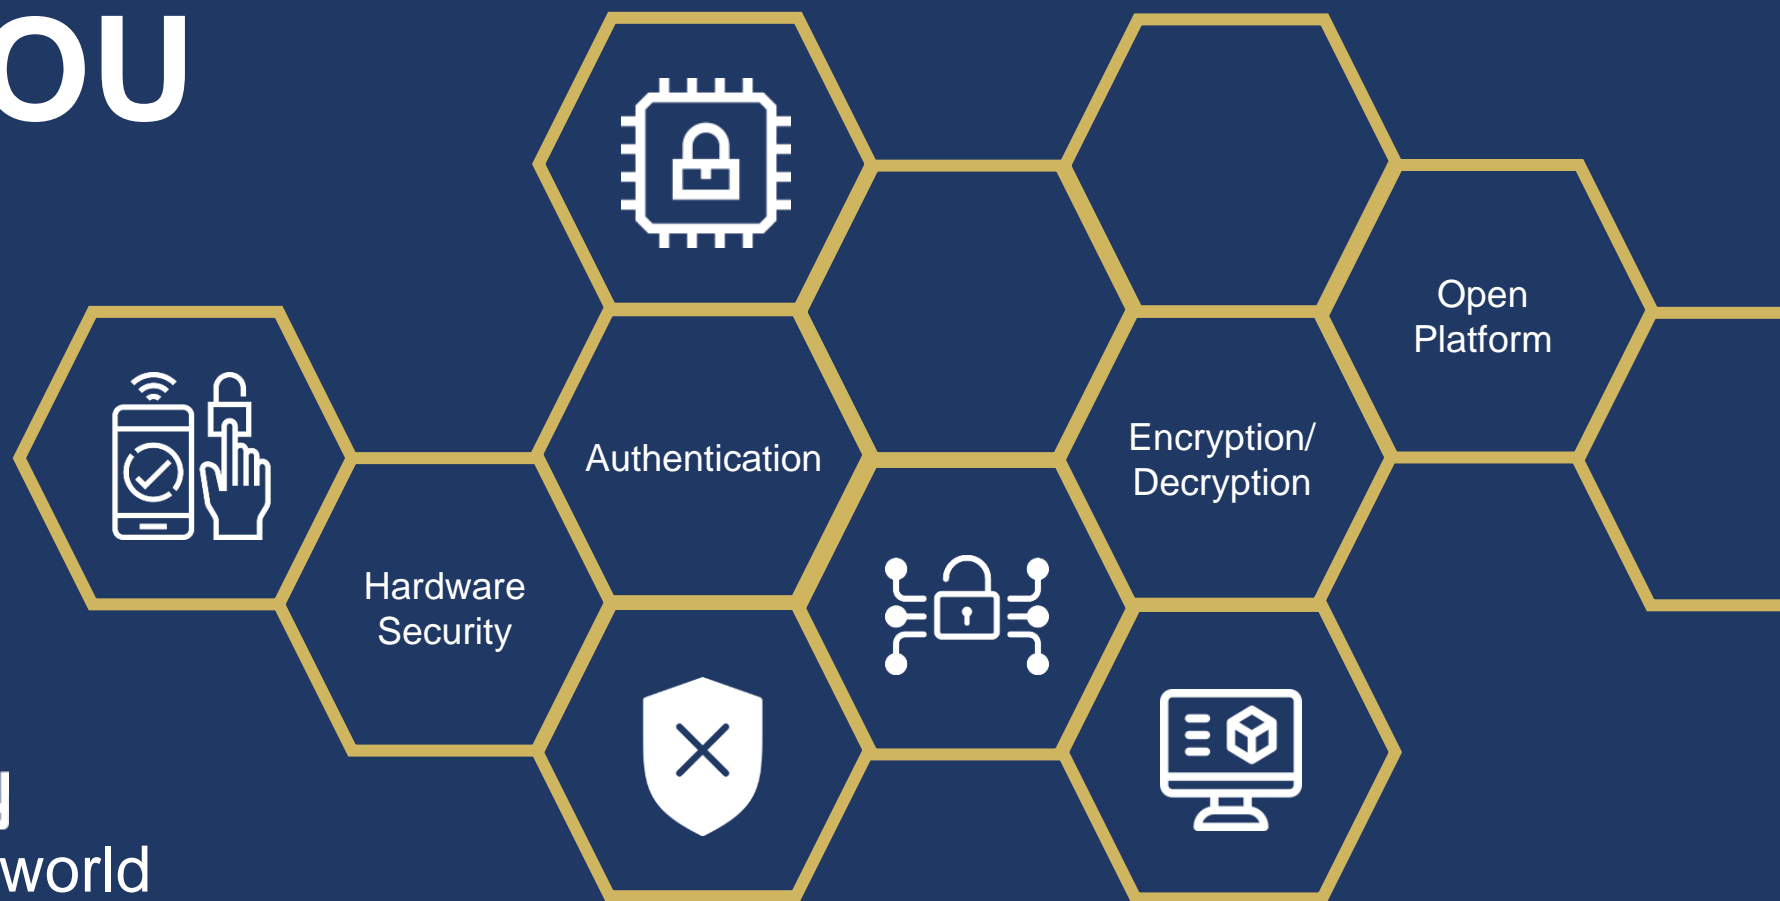 OU
Open
Platform
Encryption/
Decryption
Authentication
Hardware
Security
world